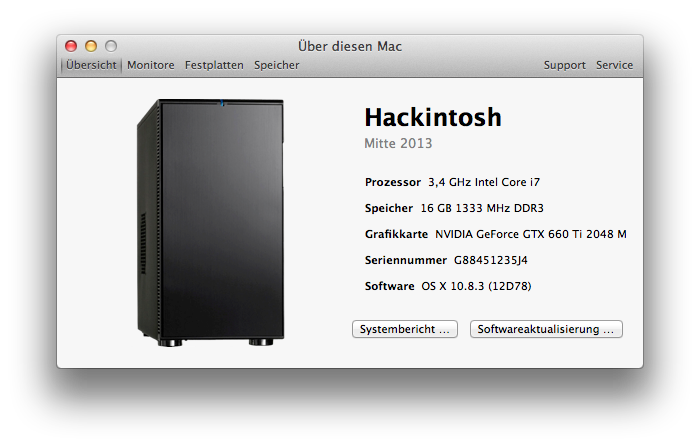 Über diesen Mac
Übersicht Monitore Festplatten Speicher Support Service
Hackintosh
Mitte 2013
Prozessor 3,4 GHz Intel Core i7
Speicher 16 GB 1333 MHz DDR3
Grafikkarte NVIDIA GeForce GTX 660 Ti 2048 M
Seriennummer G88451235J4
Software OS X 10.8.3 (12D78)
Systembericht ... Softwareaktualisierung ...